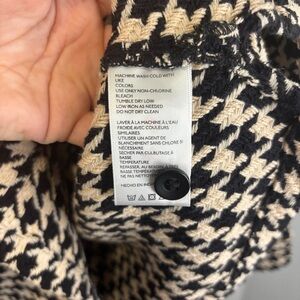 MACHINE WASH COLD WITH
LIKE
COLORS
USE ONLY NON-CHLORINE
BLEACH
TUMBLE DRY LOW
LOW IRON AS NEEDED
DO NOT DRY CLEAN
LAVER À LA MACHINE À L'EAU
FROIDE AVEC COULEURS
SIMILAIRES
UTILISER UN AGENT DE
BLANCHIMENT SANS CHLORE SI
NÉCESSAIRE
SÉCHER PAR CULBUTAGE À
BASSE
TEMPERATURE
REPASSER, AU BESOIN, À
BASSE TEMPÉRATURE
NE PAS NETTOYER
HECHO EN